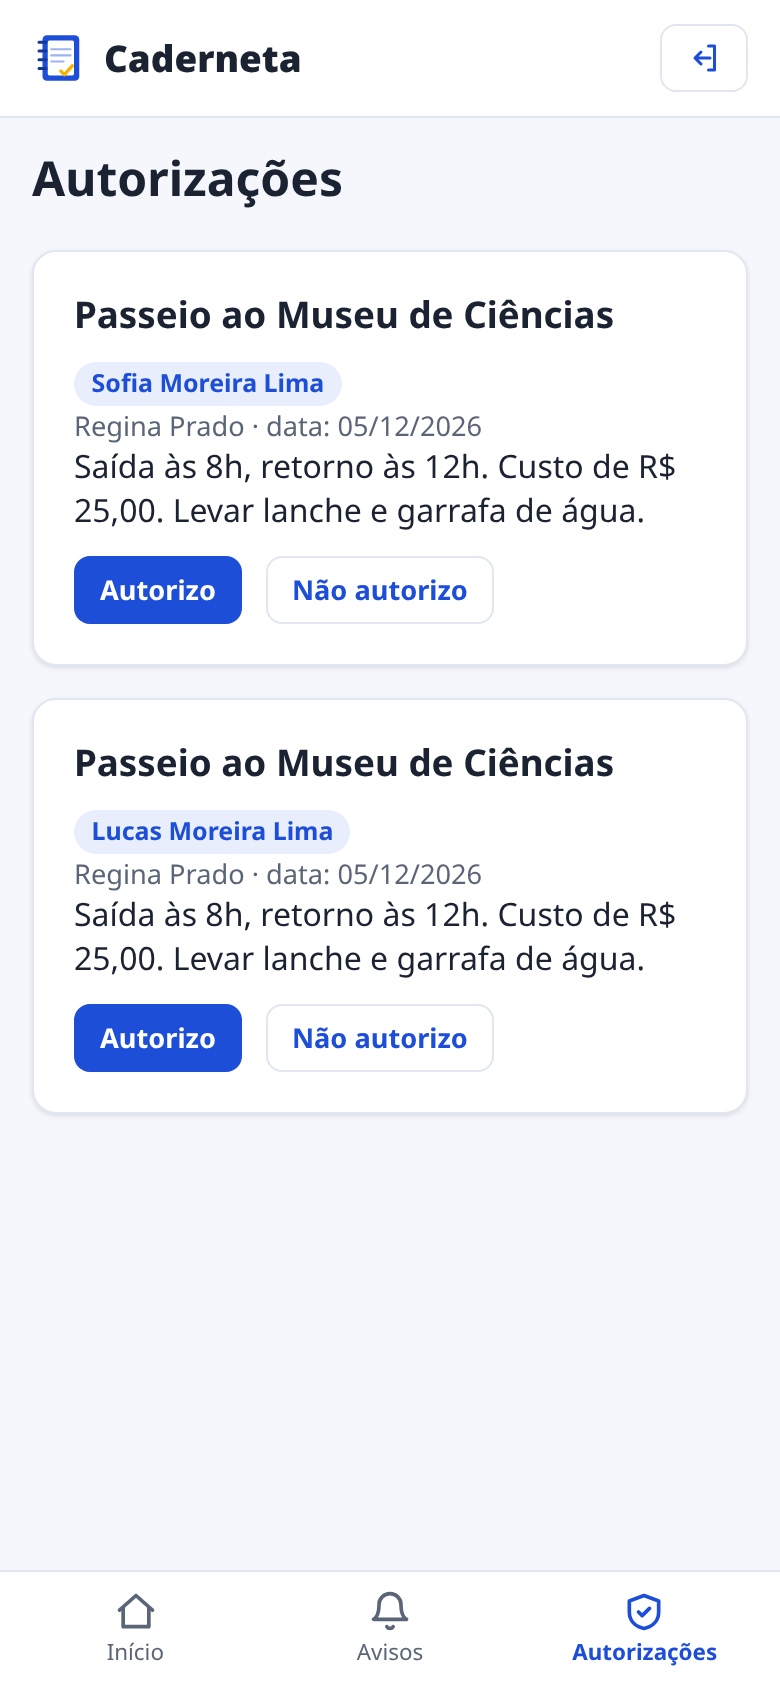 Caderneta
Autorizações
Passeio ao Museu de Ciências
Sofia Moreira Lima
Regina Prado · data: 05/12/2026
Saída às 8h, retorno às 12h. Custo de R$
25,00. Levar lanche e garrafa de água.
Autorizo
Não autorizo
Passeio ao Museu de Ciências
Lucas Moreira Lima
Regina Prado · data: 05/12/2026
Saída às 8h, retorno às 12h. Custo de R$
25,00. Levar lanche e garrafa de água.
Autorizo
Não autorizo
Início
Avisos
Autorizações